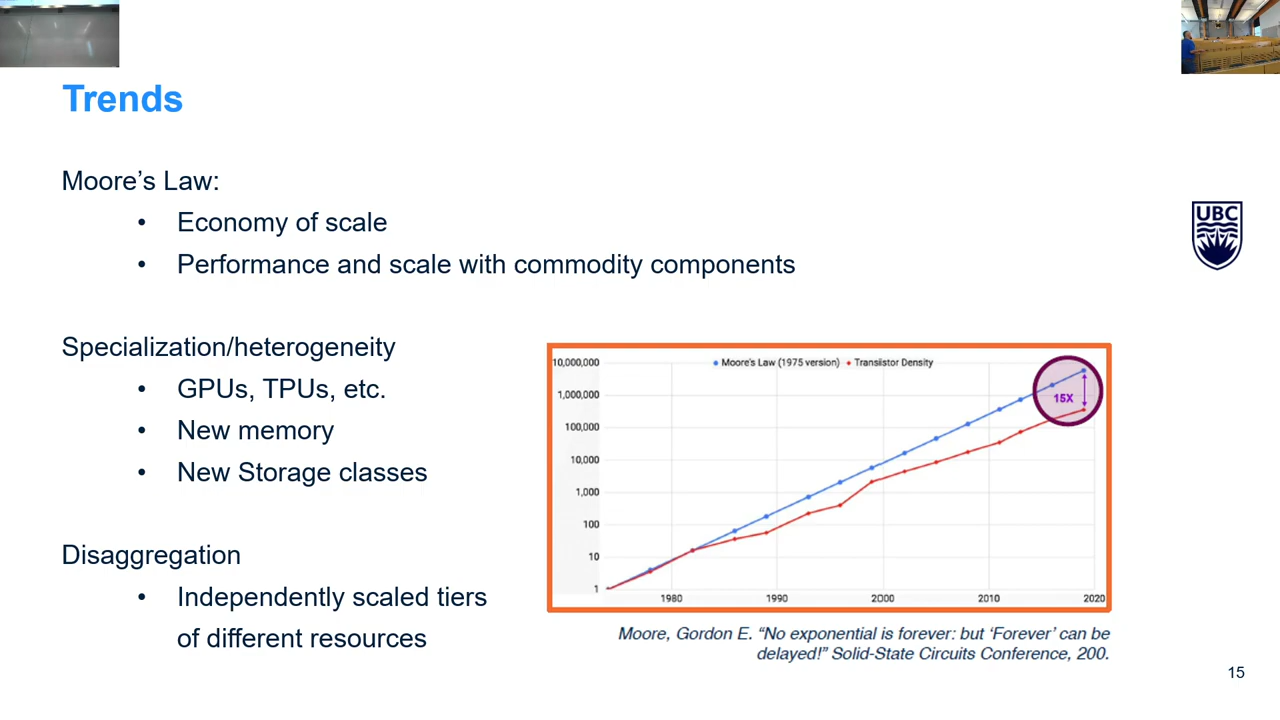 Trends
Moore’s Law:
• Economy of scale
• Performance and scale with commodity components
UBC
Specialization/heterogeneity
• GPUs, TPUs, etc.
• New memory
• New Storage classes
Disaggregation
• Independently scaled tiers
of different resources
Moore's Law (1975 version) Transiistor Density
10,000,000
1,000,000
100,000
10,000
1,000
100
10
1
15X
1980 1990 2000 2010 2020
Moore, Gordon E. “No exponential is forever: but ‘Forever’ can be
delayed!” Solid-State Circuits Conference, 200.
15